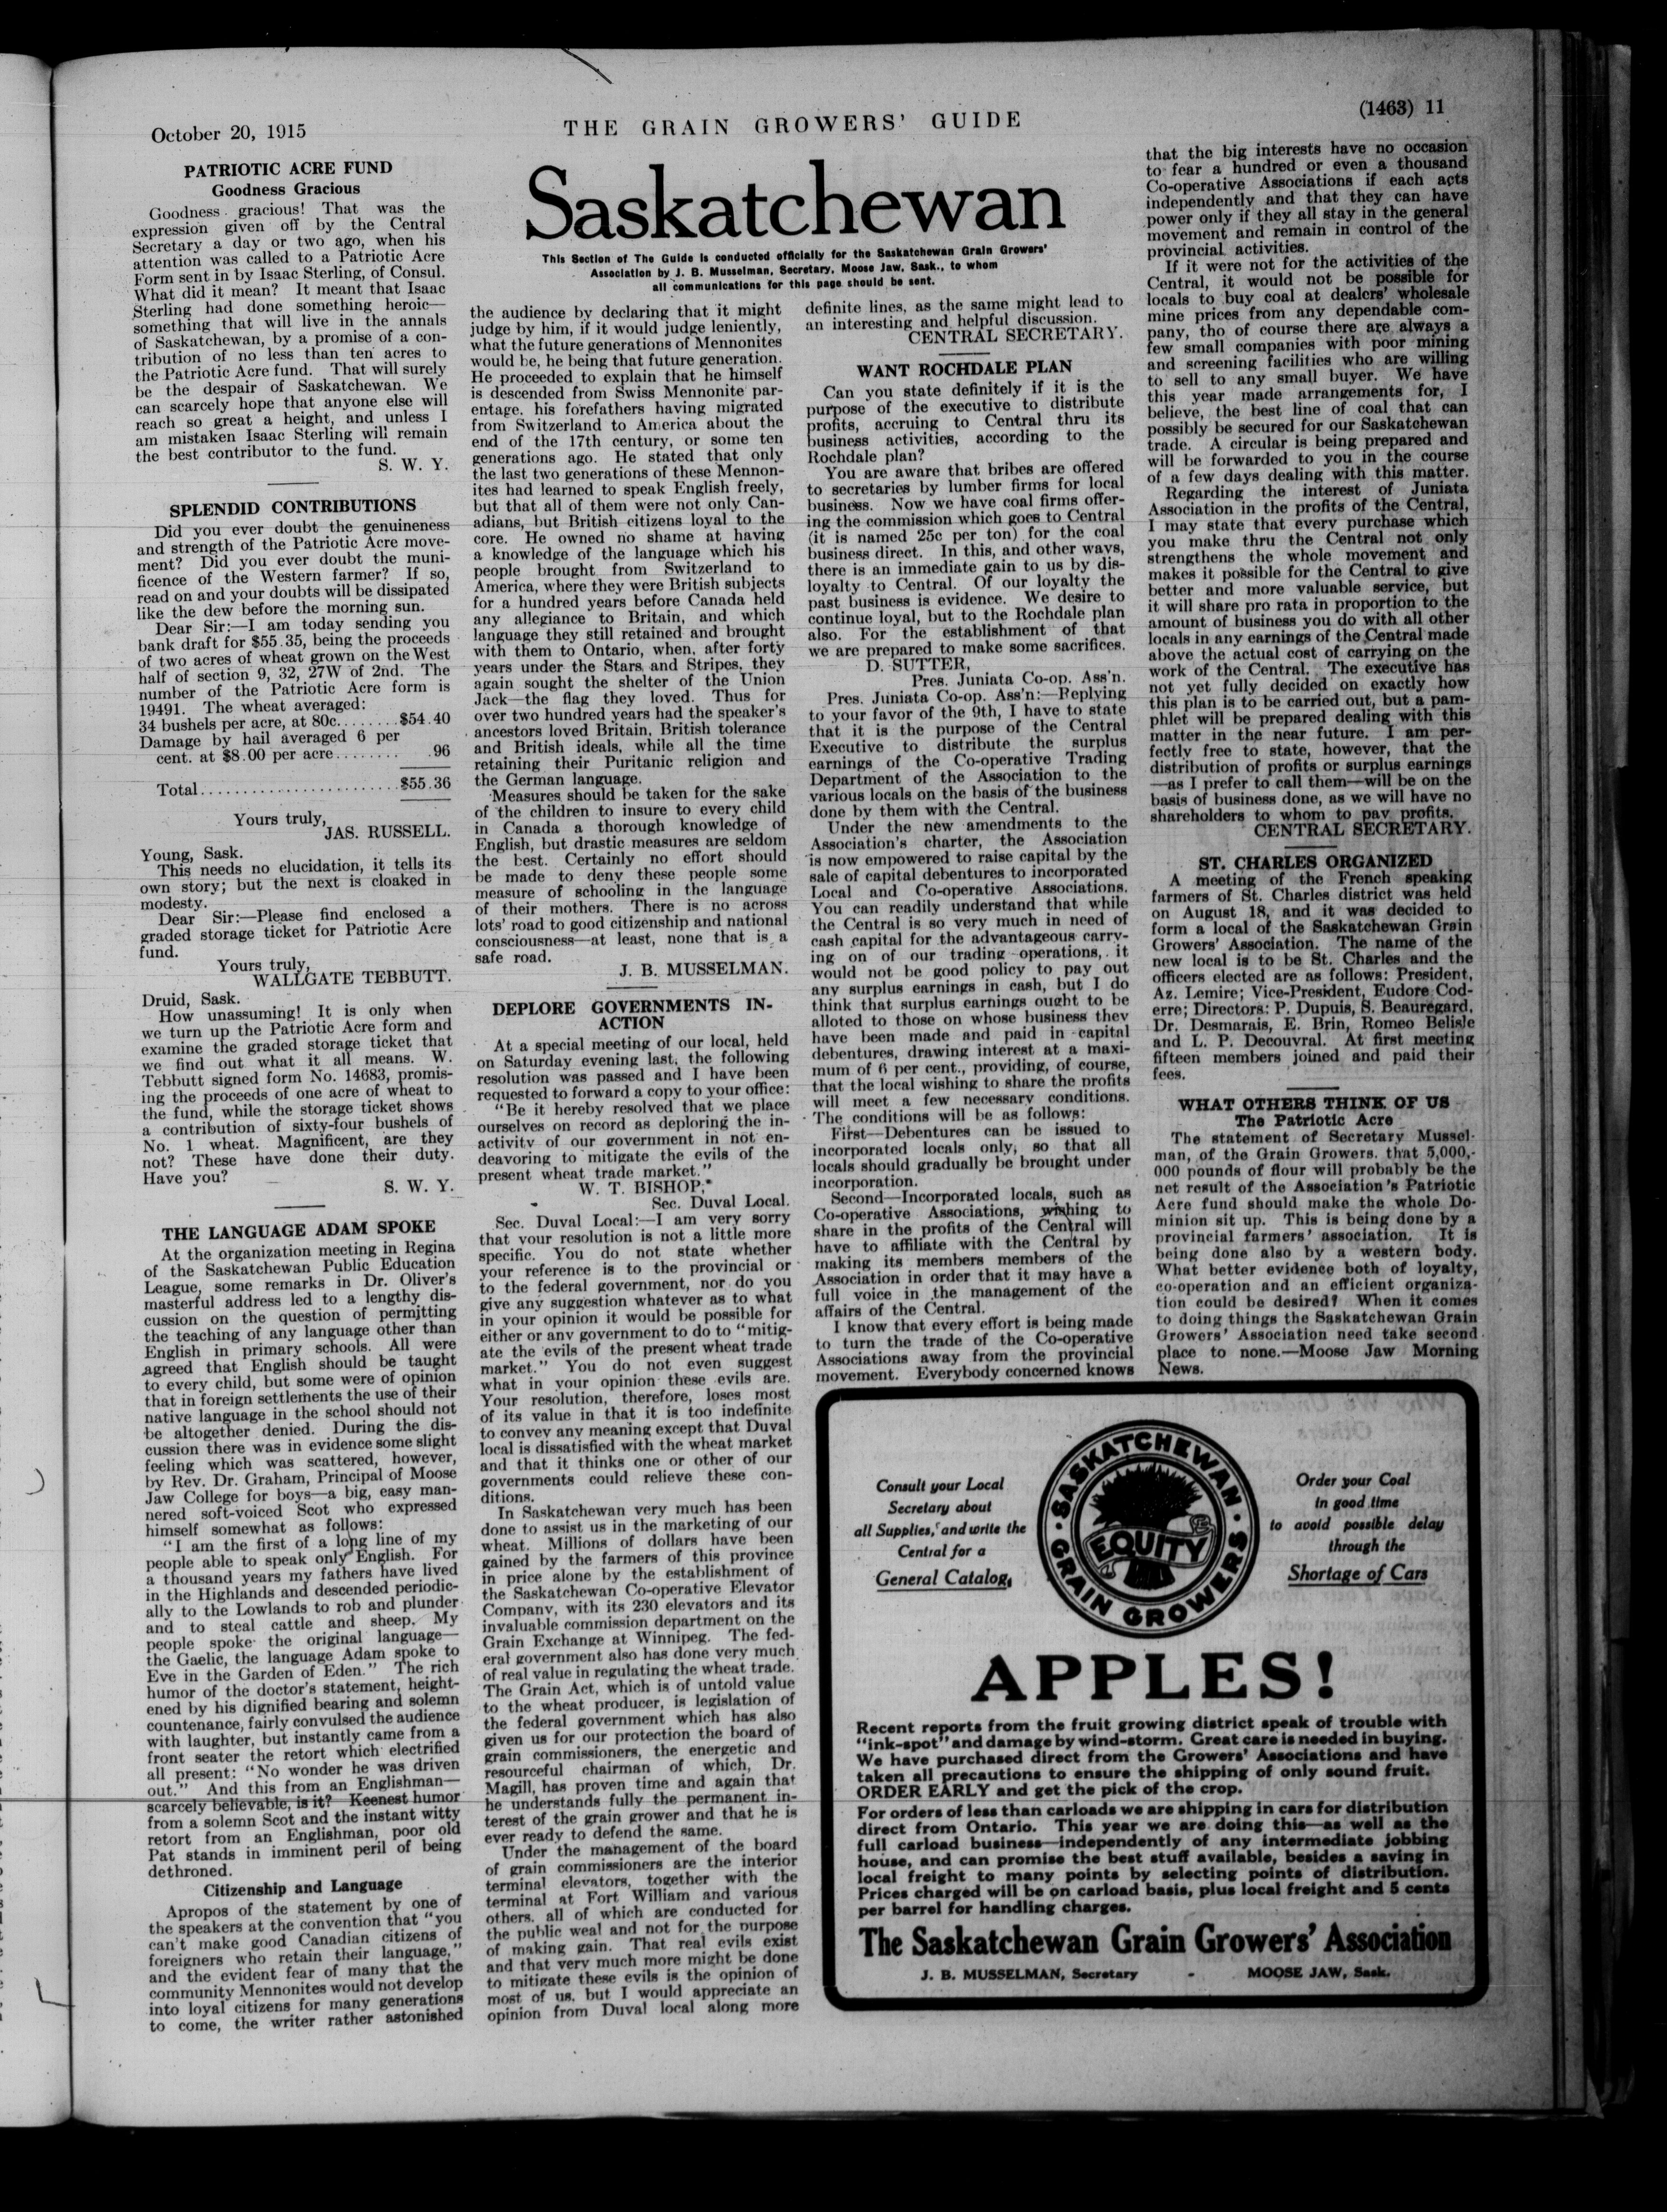 October 20, 1915
THE GRAIN GROWERS' GUIDE
(1463) 11
PATRIOTIC ACRE FUND
Goodness Gracious
Goodness gracious! That was the
expression given off by the Central
Secretary a day or two ago, when his
attention was called to a Patriotic Acre
Form sent in by Isaac Sterling, of Consul.
What did it mean? It meant that Isaac
Sterling had done something heroic—
something that will live in the annals
of Saskatchewan, by a promise of a con-
tribution of no less than ten acres to
the Patriotic Acre fund. That will surely
be the despair of Saskatchewan. We
can scarcely hope that anyone else will
reach so great a height, and unless I
am mistaken Isaac Sterling will remain
the best contributor to the fund.
S. W. Y.
SPLENDID CONTRIBUTIONS
Did you ever doubt the genuineness
and strength of the Patriotic Acre move-
ment? Did you ever doubt the muni-
ficence of the Western farmer? If so,
read on and your doubts will be dissipated
like the dew before the morning sun.
Dear Sir:—I am today sending you
bank draft for $55.35, being the proceeds
of two acres of wheat grown on the West
half of section 9, 32, 27W of 2nd. The
number of the Patriotic Acre form is
19491. The wheat averaged:
34 bushels per acre, at 80c........$54.40
Damage by hail averaged 6 per
cent. at $8.00 per acre........ .96
Total.......................$55.36
Yours truly,
JAS. RUSSELL.
Young, Sask.
This needs no elucidation, it tells its
own story; but the next is cloaked in
modesty.
Dear Sir:—Please find enclosed a
graded storage ticket for Patriotic Acre
fund.
Yours truly,
WALLGATE TEBBUTT.
Druid, Sask.
How unassuming! It is only when
we turn up the Patriotic Acre form and
examine the graded storage ticket that
we find out what it all means. W.
Tebbutt signed form No. 14683, promis-
ing the proceeds of one acre of wheat to
the fund, while the storage ticket shows
a contribution of sixty-four bushels of
No. 1 wheat. Magnificent, are they
not? These have done their duty.
Have you?
S. W. Y.
THE LANGUAGE ADAM SPOKE
At the organization meeting in Regina
of the Saskatchewan Public Education
League, some remarks in Dr. Oliver's
masterful address led to a lengthy dis-
cussion on the question of permitting
the teaching of any language other than
English in primary schools. All were
agreed that English should be taught
to every child, but some were of opinion
that in foreign settlements the use of their
native language in the school should not
be altogether denied. During the dis-
cussion there was in evidence some slight
feeling which was scattered, however,
by Rev. Dr. Graham, Principal of Moose
Jaw College for boys—a big, easy man-
nered soft-voiced Scot who expressed
himself somewhat as follows:
"I am the first of a long line of my
people able to speak only English. For
a thousand years my fathers have lived
in the Highlands and descended periodic-
ally to the Lowlands to rob and plunder
and to steal cattle and sheep. My
people spoke the original language—
the Gaelic, the language Adam spoke to
Eve in the Garden of Eden." The rich
humor of the doctor's statement, height-
ened by his dignified bearing and solemn
countenance, fairly convulsed the audience
with laughter, but instantly came from a
front seater the retort which electrified
all present: "No wonder he was driven
out." And this from an Englishman—
scarcely believable, is it? Keenest humor
from a solemn Scot and the instant witty
retort from an Englishman, poor old
Pat stands in imminent peril of being
dethroned.
Citizenship and Language
Apropos of the statement by one of
the speakers at the convention that "you
can't make good Canadian citizens of
foreigners who retain their language,"
and the evident fear of many that the
community Mennonites would not develop
into loyal citizens for many generations
to come, the writer rather astonished
Saskatchewan
This Section of The Guide is conducted officially for the Saskatchewan Grain Growers'
Association by J. B. Musselman, Secretary, Moose Jaw, Sask., to whom
all communications for this page should be sent.
the audience by declaring that it might
judge by him, if it would judge leniently,
what the future generations of Mennonites
would be, he being that future generation.
He proceeded to explain that he himself
is descended from Swiss Mennonite par-
entage, his forefathers having migrated
from Switzerland to America about the
end of the 17th century, or some ten
generations ago. He stated that only
the last two generations of these Mennon-
ites had learned to speak English freely,
but that all of them were not only Can-
adians, but British citizens loyal to the
core. He owned no shame at having
a knowledge of the language which his
people brought from Switzerland to
America, where they were British subjects
for a hundred years before Canada held
any allegiance to Britain, and which
language they still retained and brought
with them to Ontario, when, after forty
years under the Stars and Stripes, they
again sought the shelter of the Union
Jack—the flag they loved. Thus for
over two hundred years had the speaker's
ancestors loved Britain, British tolerance
and British ideals, while all the time
retaining their Puritanic religion and
the German language.
Measures should be taken for the sake
of the children to insure to every child
in Canada a thorough knowledge of
English, but drastic measures are seldom
the best. Certainly no effort should
be made to deny these people some
measure of schooling in the language
of their mothers. There is no across
lots' road to good citizenship and national
consciousness—at least, none that is a
safe road.
J. B. MUSSELMAN.
DEPLORE GOVERNMENTS IN-
ACTION
At a special meeting of our local, held
on Saturday evening last, the following
resolution was passed and I have been
requested to forward a copy to your office:
"Be it hereby resolved that we place
ourselves on record as deploring the in-
activity of our government in not en-
deavoring to mitigate the evils of the
present wheat trade market."
W. T. BISHOP,
Sec. Duval Local.
Sec. Duval Local:—I am very sorry
that your resolution is not a little more
specific. You do not state whether
your reference is to the provincial or
to the federal government, nor do you
give any suggestion whatever as to what
in your opinion it would be possible for
either or any government to do to "mitig-
ate the evils of the present wheat trade
market." You do not even suggest
what in your opinion these evils are.
Your resolution, therefore, loses most
of its value in that it is too indefinite
to convey any meaning except that Duval
local is dissatisfied with the wheat market
and that it thinks one or other of our
governments could relieve these con-
ditions.
In Saskatchewan very much has been
done to assist us in the marketing of our
wheat. Millions of dollars have been
gained by the farmers of this province
in price alone by the establishment of
the Saskatchewan Co-operative Elevator
Company, with its 230 elevators and its
invaluable commission department on the
Grain Exchange at Winnipeg. The fed-
eral government also has done very much
of real value in regulating the wheat trade.
The Grain Act, which is of untold value
to the wheat producer, is legislation of
the federal government which has also
given us for our protection the board of
grain commissioners, the energetic and
resourceful chairman of which, Dr.
Magill, has proven time and again that
he understands fully the permanent in-
terest of the grain grower and that he is
ever ready to defend the same.
Under the management of the board
of grain commissioners are the interior
terminal elevators, together with the
terminal at Fort William and various
others, all of which are conducted for
the public weal and not for the purpose
of making gain. That real evils exist
and that very much more might be done
to mitigate these evils is the opinion of
most of us, but I would appreciate an
opinion from Duval local along more
definite lines, as the same might lead to
an interesting and helpful discussion.
CENTRAL SECRETARY.
WANT ROCHDALE PLAN
Can you state definitely if it is the
purpose of the executive to distribute
profits, accruing to Central thru its
business activities, according to the
Rochdale plan?
You are aware that bribes are offered
to secretaries by lumber firms for local
business. Now we have coal firms offer-
ing the commission which goes to Central
(it is named 25c per ton) for the coal
business direct. In this, and other ways,
there is an immediate gain to us by dis-
loyalty to Central. Of our loyalty the
past business is evidence. We desire to
continue loyal, but to the Rochdale plan
also. For the establishment of that
we are prepared to make some sacrifices.
D. SUTTER,
Pres. Juniata Co-op. Ass'n.
Pres. Juniata Co-op. Ass'n:—Replying
to your favor of the 9th, I have to state
that it is the purpose of the Central
Executive to distribute the surplus
earnings of the Co-operative Trading
Department of the Association to the
various locals on the basis of the business
done by them with the Central.
Under the new amendments to the
Association's charter, the Association
is now empowered to raise capital by the
sale of capital debentures to incorporated
Local and Co-operative Associations.
You can readily understand that while
the Central is so very much in need of
cash capital for the advantageous carry-
ing on of our trading operations, it
would not be good policy to pay out
any surplus earnings in cash, but I do
think that surplus earnings ought to be
alloted to those on whose business they
have been made and paid in capital
debentures, drawing interest at a maxi-
mum of 6 per cent., providing, of course,
that the local wishing to share the profits
will meet a few necessary conditions.
The conditions will be as follows:
First—Debentures can be issued to
incorporated locals only, so that all
locals should gradually be brought under
incorporation.
Second—Incorporated locals, such as
Co-operative Associations, wishing to
share in the profits of the Central will
have to affiliate with the Central by
making its members members of the
Association in order that it may have a
full voice in the management of the
affairs of the Central.
I know that every effort is being made
to turn the trade of the Co-operative
Associations away from the provincial
movement. Everybody concerned knows
that the big interests have no occasion
to fear a hundred or even a thousand
Co-operative Associations if each acts
independently and that they can have
power only if they all stay in the general
movement and remain in control of the
provincial activities.
If it were not for the activities of the
Central, it would not be possible for
locals to buy coal at dealers' wholesale
mine prices from any dependable com-
pany, tho of course there are always a
few small companies with poor mining
and screening facilities who are willing
to sell to any small buyer. We have
this year made arrangements for, I
believe, the best line of coal that can
possibly be secured for our Saskatchewan
trade. A circular is being prepared and
will be forwarded to you in the course
of a few days dealing with this matter.
Regarding the interest of Juniata
Association in the profits of the Central,
I may state that every purchase which
you make thru the Central not only
strengthens the whole movement and
makes it possible for the Central to give
better and more valuable service, but
it will share pro rata in proportion to the
amount of business you do with all other
locals in any earnings of the Central made
above the actual cost of carrying on the
work of the Central. The executive has
not yet fully decided on exactly how
this plan is to be carried out, but a pam-
phlet will be prepared dealing with this
matter in the near future. I am per-
fectly free to state, however, that the
distribution of profits or surplus earnings
—as I prefer to call them—will be on the
basis of business done, as we will have no
shareholders to whom to pay profits.
CENTRAL SECRETARY.
ST. CHARLES ORGANIZED
A meeting of the French speaking
farmers of St. Charles district was held
on August 18, and it was decided to
form a local of the Saskatchewan Grain
Growers' Association. The name of the
new local is to be St. Charles and the
officers elected are as follows: President,
Az. Lemire; Vice-President, Eudore Cod-
erre; Directors: P. Dupuis, S. Beauregard,
Dr. Desmarais, E. Brin, Romeo Belisle
and L. P. Decouvral. At first meeting
fifteen members joined and paid their
fees.
WHAT OTHERS THINK OF US
The Patriotic Acre
The statement of Secretary Mussel-
man, of the Grain Growers, that 5,000,-
000 pounds of flour will probably be the
net result of the Association's Patriotic
Acre fund should make the whole Do-
minion sit up. This is being done by a
provincial farmers' association. It is
being done also by a western body.
What better evidence both of loyalty,
co-operation and an efficient organiza-
tion could be desired? When it comes
to doing things the Saskatchewan Grain
Growers' Association need take second
place to none.—Moose Jaw Morning
News.
Consult your Local
Secretary about
all Supplies, and write the
Central for a
General Catalog
SASKATCHEWAN
EQUITY
GRAIN GROWERS
Order your Coal
in good time
to avoid possible delay
through the
Shortage of Cars
APPLES!
Recent reports from the fruit growing district speak of trouble with
"ink-spot" and damage by wind-storm. Great care is needed in buying.
We have purchased direct from the Growers' Associations and have
taken all precautions to ensure the shipping of only sound fruit.
ORDER EARLY and get the pick of the crop.
For orders of less than carloads we are shipping in cars for distribution
direct from Ontario. This year we are doing this—as well as the
full carload business—independently of any intermediate jobbing
house, and can promise the best stuff available, besides a saving in
local freight to many points by selecting points of distribution.
Prices charged will be on carload basis, plus local freight and 5 cents
per barrel for handling charges.
The Saskatchewan Grain Growers' Association
J. B. MUSSELMAN, Secretary - MOOSE JAW, Sask.